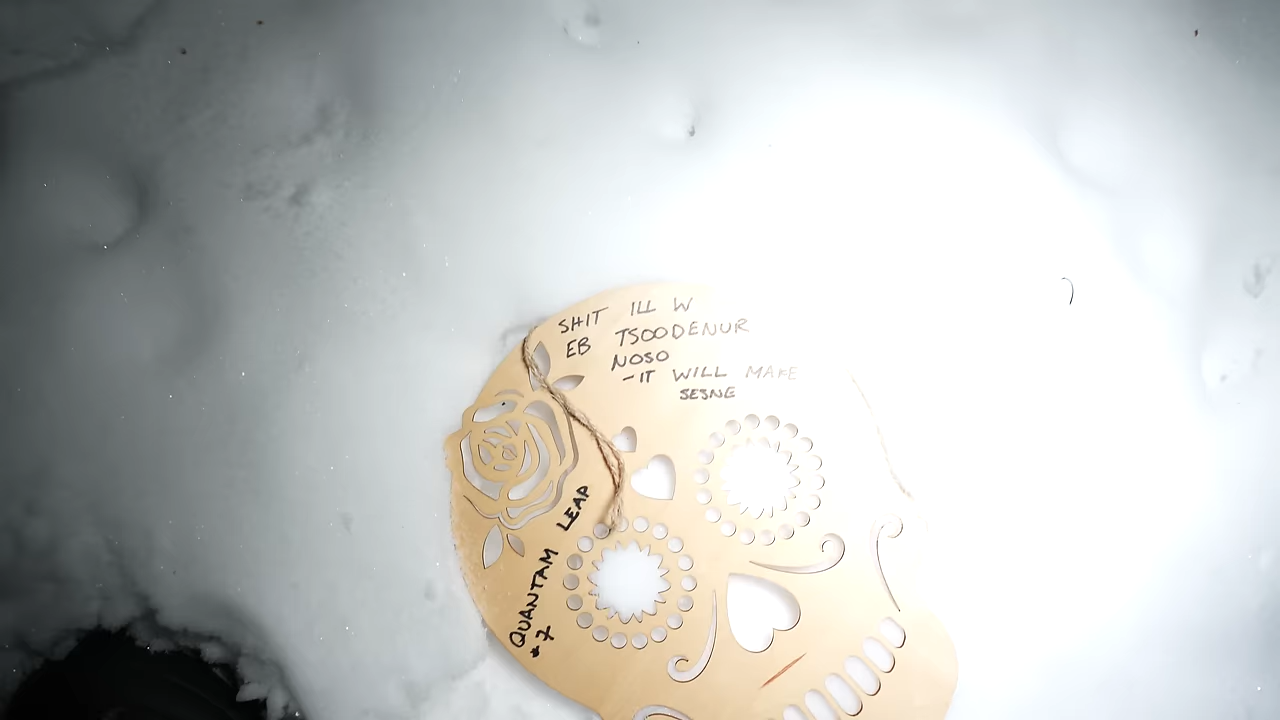 SHIT ILL W
EB TSOODENUR
NOSO
-IT WILL MAKE
SESNE
QUANTAM LEAP
#7